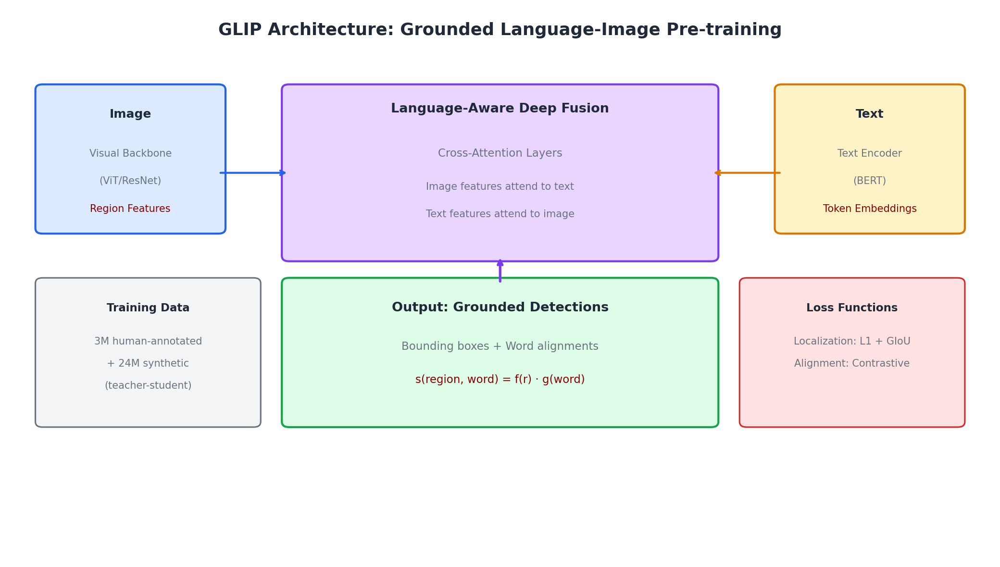 GLIP Architecture: Grounded Language-Image Pre-training
Image
Visual Backbone
(ViT/ResNet)
Region Features
Language-Aware Deep Fusion
Cross-Attention Layers
Image features attend to text
Text features attend to image
Text
Text Encoder
(BERT)
Token Embeddings
Training Data
3M human-annotated
+ 24M synthetic
(teacher-student)
Output: Grounded Detections
Bounding boxes + Word alignments
s(region, word) = f(r) · g(word)
Loss Functions
Localization: L1 + GIoU
Alignment: Contrastive